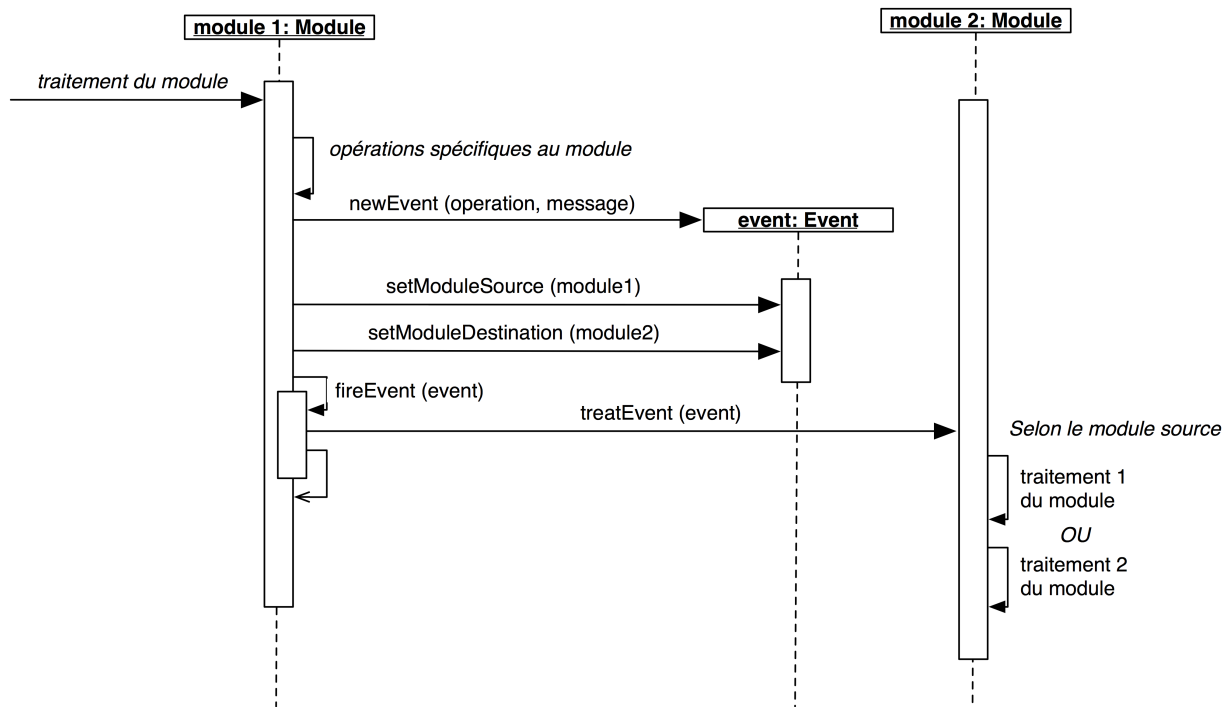 module 1: Module
module 2: Module
traitement du module
opérations spécifiques au module
newEvent (operation, message)
event: Event
setModuleSource (module1)
setModuleDestination (module2)
fireEvent (event)
treatEvent (event)
Selon le module source
traitement 1
du module
OU
traitement 2
du module